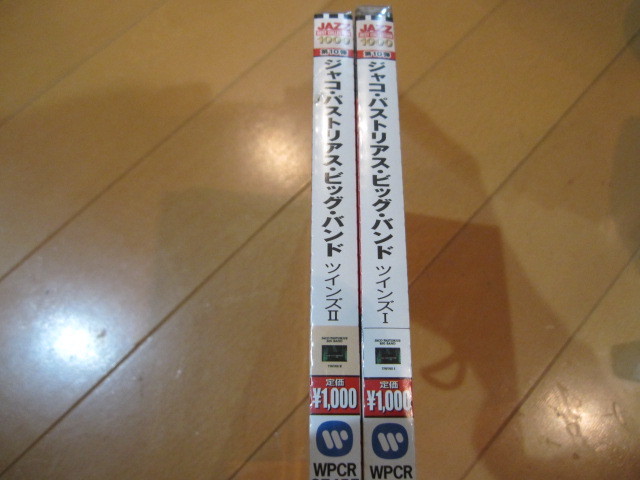 JAZZ
1000
ジャコ・パストリアス・ビッグ・バンド ツインズII
定価
¥1,000
WPCR
JAZZ
1000
ジャコ・パストリアス・ビッグ・バンド ツインズI
定価
¥1,000
WPCR